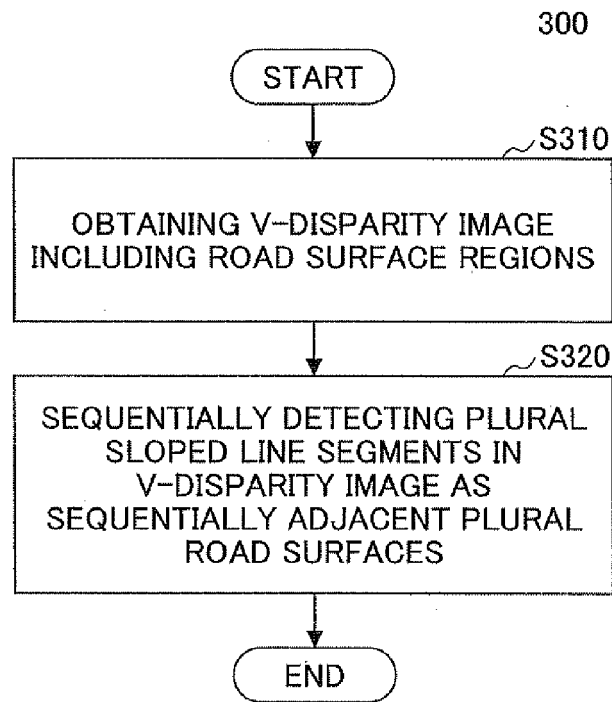 300
START
S310
OBTAINING V-DISPARITY IMAGE
INCLUDING ROAD SURFACE REGIONS
S320
SEQUENTIALLY DETECTING PLURAL
SLOPED LINE SEGMENTS IN
V-DISPARITY IMAGE AS
SEQUENTIALLY ADJACENT PLURAL
ROAD SURFACES
END